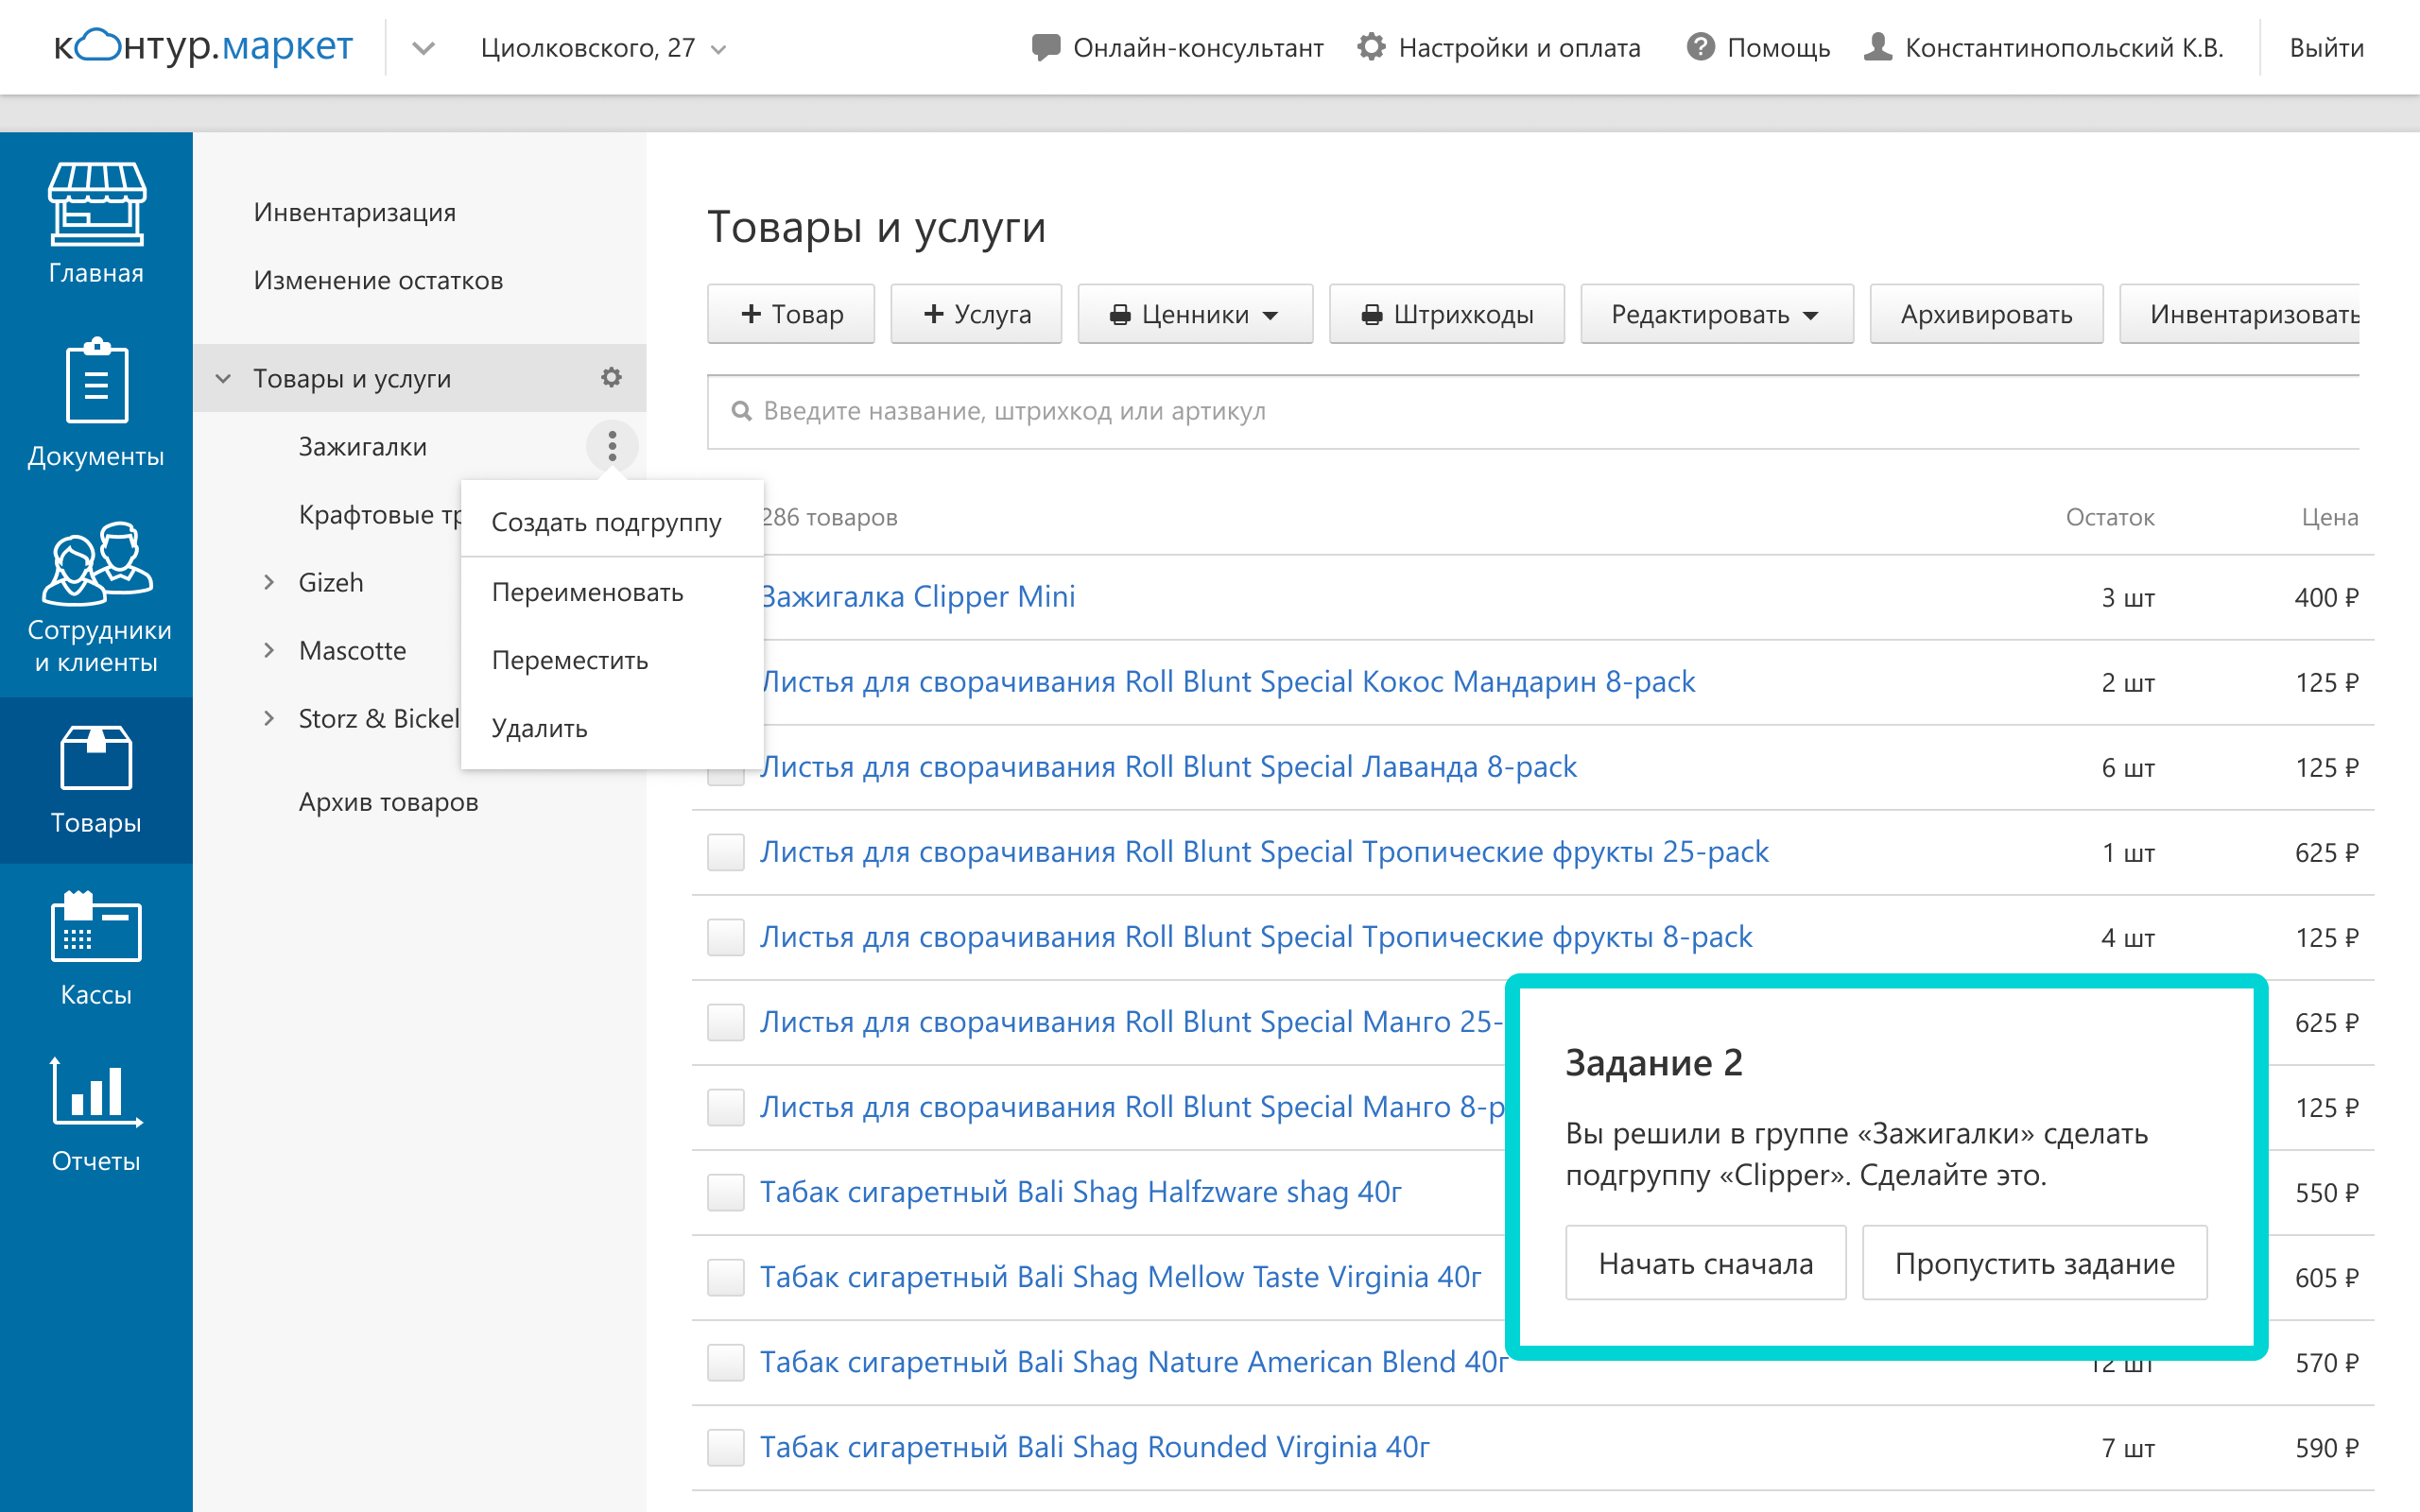 контур.маркет
Циолковского, 27
Онлайн-консультант
Настройки и оплата
Помощь
Константинопольский К.В.
Выйти
Главная
Документы
Сотрудники
и клиенты
Товары
Кассы
Отчеты
Инвентаризация
Изменение остатков
Товары и услуги
Зажигалки
Крафтовые
Gizeh
Mascotte
Storz & Bickel
Архив товаров
Создать подгруппу
Переименовать
Переместить
Удалить
Товары и услуги
+ Товар
+ Услуга
Ценники
Штрихкоды
Редактировать
Архивировать
Инвентаризовать
Введите название, штрихкод или артикул
286 товаров Остаток Цена
Зажигалка Clipper Mini 3 шт 400 ₽
Листья для сворачивания Roll Blunt Special Кокос Мандарин 8-pack 2 шт 125 ₽
Листья для сворачивания Roll Blunt Special Лаванда 8-pack 6 шт 125 ₽
Листья для сворачивания Roll Blunt Special Тропические фрукты 25-pack 1 шт 625 ₽
Листья для сворачивания Roll Blunt Special Тропические фрукты 8-pack 4 шт 125 ₽
Листья для сворачивания Roll Blunt Special Манго 25- 625 ₽
Листья для сворачивания Roll Blunt Special Манго 8-p 125 ₽
Табак сигаретный Bali Shag Halfzware shag 40г 550 ₽
Табак сигаретный Bali Shag Mellow Taste Virginia 40г 605 ₽
Табак сигаретный Bali Shag Nature American Blend 40г 12 шт 570 ₽
Табак сигаретный Bali Shag Rounded Virginia 40г 7 шт 590 ₽
Задание 2
Вы решили в группе «Зажигалки» сделать
подгруппу «Clipper». Сделайте это.
Начать сначала
Пропустить задание